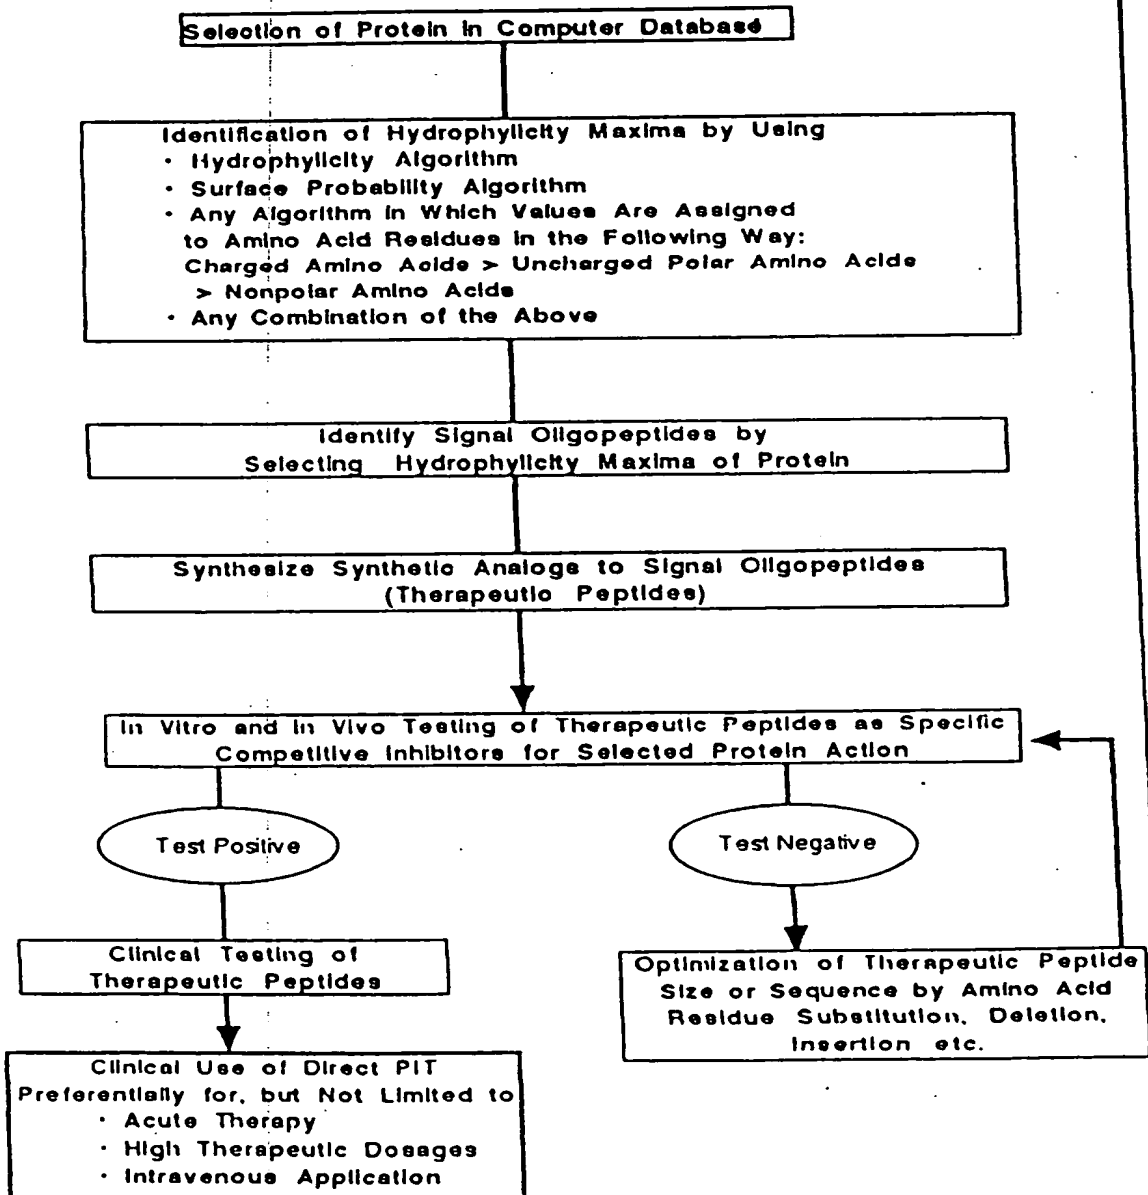 Selection of Protein in Computer Database
Identification of Hydrophylicity Maxima by Using
· Hydrophylicity Algorithm
· Surface Probability Algorithm
· Any Algorithm in Which Values Are Assigned
to Amino Acid Residues in the Following Way:
Charged Amino Acids > Uncharged Polar Amino Acids
> Nonpolar Amino Acids
· Any Combination of the Above
Identify Signal Oligopeptides by
Selecting Hydrophylicity Maxima of Protein
Synthesize Synthetic Analogs to Signal Oligopeptides
(Therapeutic Peptides)
In Vitro and In Vivo Testing of Therapeutic Peptides as Specific
Competitive Inhibitors for Selected Protein Action
Test Positive
Test Negative
Clinical Testing of
Therapeutic Peptides
Optimization of Therapeutic Peptide
Size or Sequence by Amino Acid
Residue Substitution, Deletion,
Insertion etc.
Clinical Use of Direct PIT
Preferentially for, but Not Limited to
· Acute Therapy
· High Therapeutic Dosages
· Intravenous Application